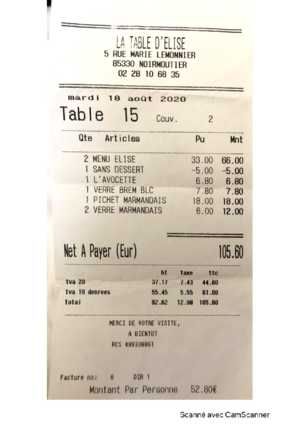 LA TABLE D'ELISE
5 RUE MARIE LEMONNIER
85330 NOIRMOUTIER
02 28 10 68 35
mardi 18 août 2020
Table 15 Couv. 2
Qte Articles Pu Mnt
2 MENU ELISE 33.00 66.00
1 SANS DESSERT -5.00 -5.00
1 L'AVOCETTE 6.80 6.80
1 VERRE BREM BLC 7.80 7.80
1 PICHET MARMANDAIS 18.00 18.00
2 VERRE MARMANDAIS 6.00 12.00
Net A Payer (Eur) 105.60
ht Taxe ttc
tva 20 37.17 7.43 44.60
tva 10 denrees 55.45 5.55 61.00
Total 92.62 12.98 105.60
MERCI DE VOTRE VISITE,
A BIENTOT
RCS
Facture no: DIR 1
Montant Par Personne 52.80€
Scanné avec CamScanner